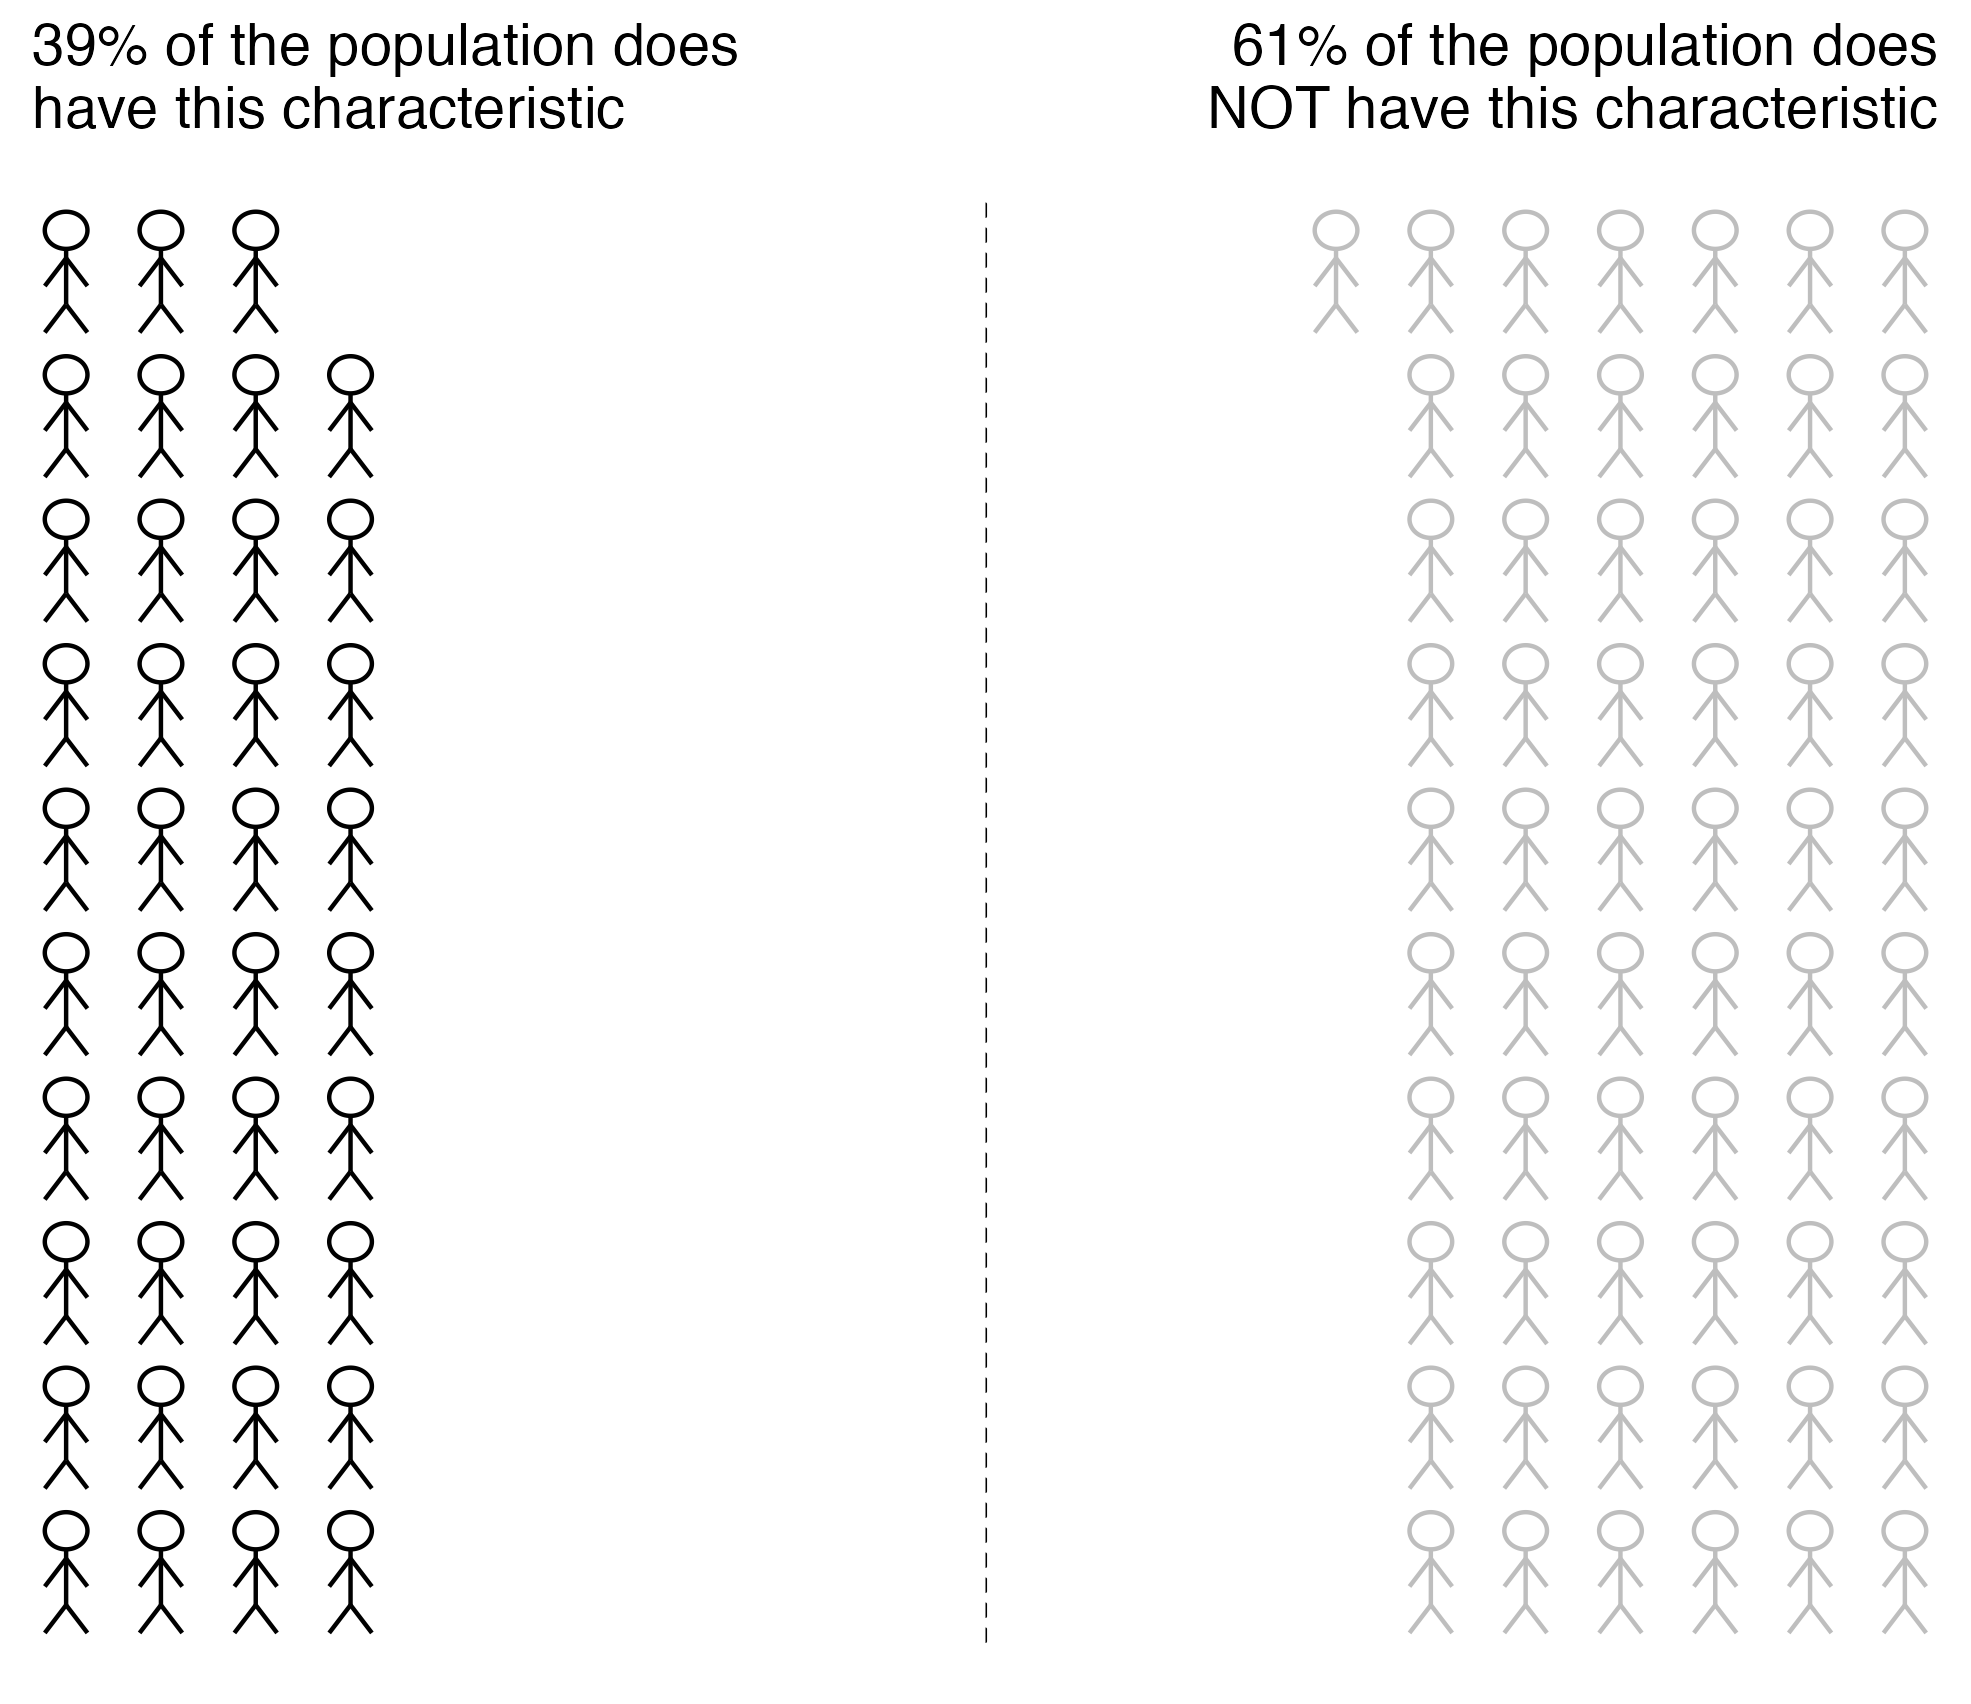 39% of the population does
have this characteristic
61% of the population does
NOT have this characteristic